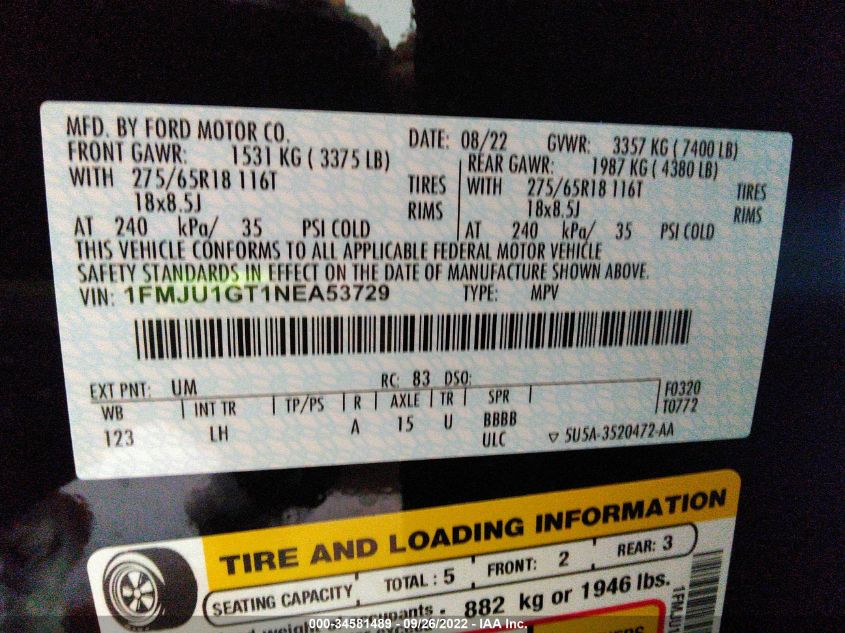 MFD. BY FORD MOTOR CO.
DATE: 08/22 GVWR: 3357 KG ( 7400 LB)
FRONT GAWR: 1531 KG ( 3375 LB)
REAR GAWR: 1987 KG ( 4380 LB)
WITH 275/65R18 116T TIRES
WITH 275/65R18 116T TIRES
18x8.5J RIMS
18x8.5J RIMS
AT 240 kPa/ 35 PSI COLD
AT 240 kPa/ 35 PSI COLD
THIS VEHICLE CONFORMS TO ALL APPLICABLE FEDERAL MOTOR VEHICLE
SAFETY STANDARDS IN EFFECT ON THE DATE OF MANUFACTURE SHOWN ABOVE.
VIN: 1FMJU1GT1NEA53729 TYPE: MPV
EXT PNT: UM RC: 83 DSO:
WB INT TR TP/PS R AXLE TR SPR
123 LH A 15 U BBBB
ULC
F0320
T0772
5U5A-3520472-AA
TIRE AND LOADING INFORMATION
SEATING CAPACITY TOTAL : 5 FRONT: 2 REAR: 3
882 kg or 1946 lbs.
1FMJU
000-34581489 - 09/26/2022 - IAA Inc.